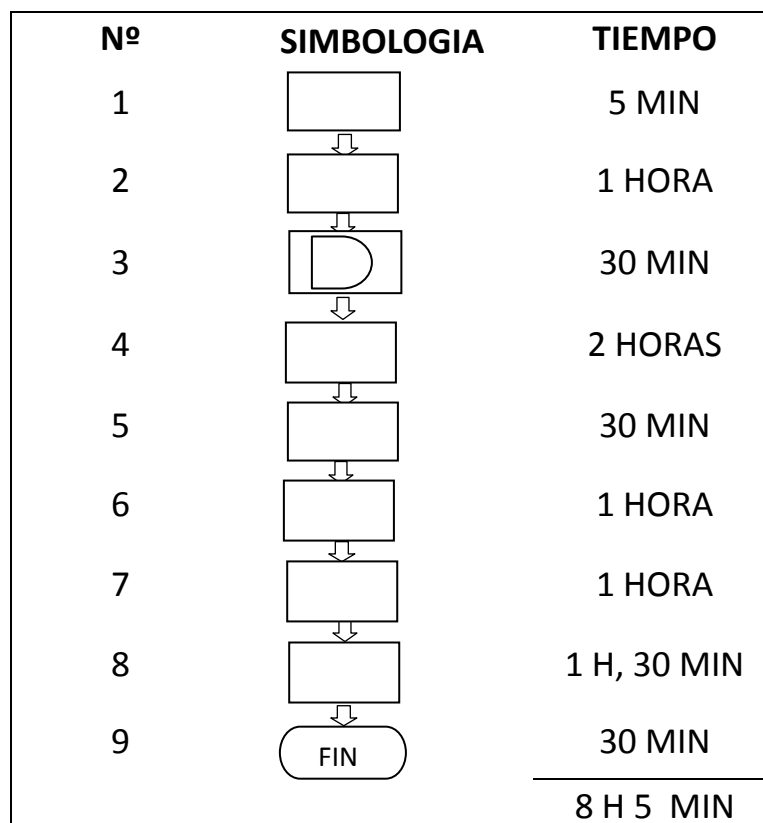 Nº SIMBOLOGIA TIEMPO
1 5 MIN
2 1 HORA
3 30 MIN
4 2 HORAS
5 30 MIN
6 1 HORA
7 1 HORA
8 1 H, 30 MIN
9 FIN 30 MIN
8 H 5 MIN